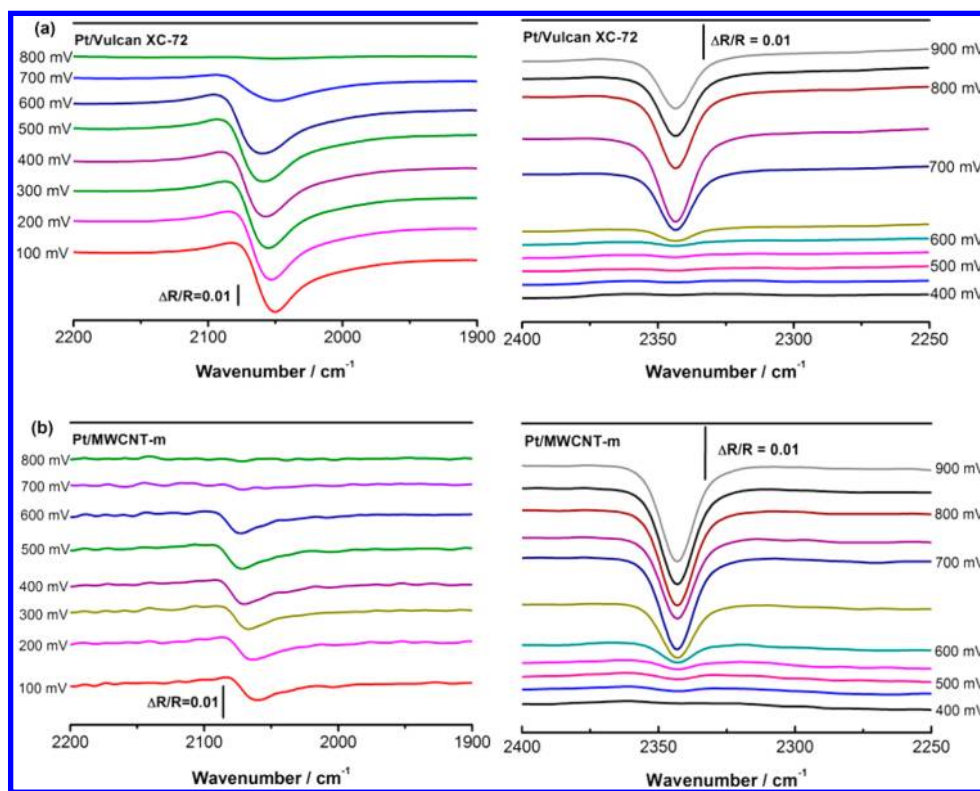 (a)
Pt/Vulcan XC-72
800 mV
700 mV
600 mV
500 mV
400 mV
300 mV
200 mV
100 mV
ΔR/R=0.01
2200 2100 2000 1900
Wavenumber / cm⁻¹
Pt/Vulcan XC-72
ΔR/R = 0.01
900 mV
800 mV
700 mV
600 mV
500 mV
400 mV
2400 2350 2300 2250
Wavenumber / cm⁻¹
(b)
Pt/MWCNT-m
800 mV
700 mV
600 mV
500 mV
400 mV
300 mV
200 mV
100 mV
ΔR/R=0.01
2200 2100 2000 1900
Wavenumber / cm⁻¹
Pt/MWCNT-m
ΔR/R = 0.01
900 mV
800 mV
700 mV
600 mV
500 mV
400 mV
2400 2350 2300 2250
Wavenumber / cm⁻¹